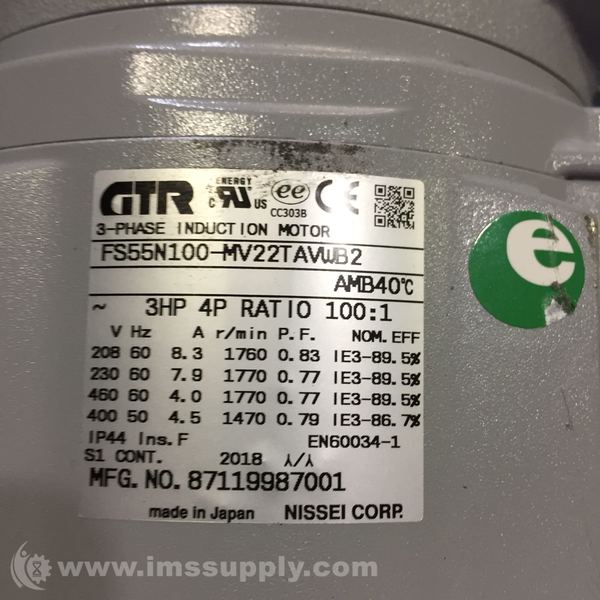 GTR ENERGY c UL US ee CC303B CE
3-PHASE INDUCTION MOTOR
FS55N100-MV22TAVWB2
AMB40℃
~ 3HP 4P RATIO 100:1
V Hz A r/min P.F. NOM.EFF
208 60 8.3 1760 0.83 IE3-89.5%
230 60 7.9 1770 0.77 IE3-89.5%
460 60 4.0 1770 0.77 IE3-89.5%
400 50 4.5 1470 0.79 IE3-86.7%
IP44 Ins.F EN60034-1
S1 CONT. 2018 ⅄/⅄
MFG.NO.87119987001
made in Japan NISSEI CORP.
e
www.imssupply.com